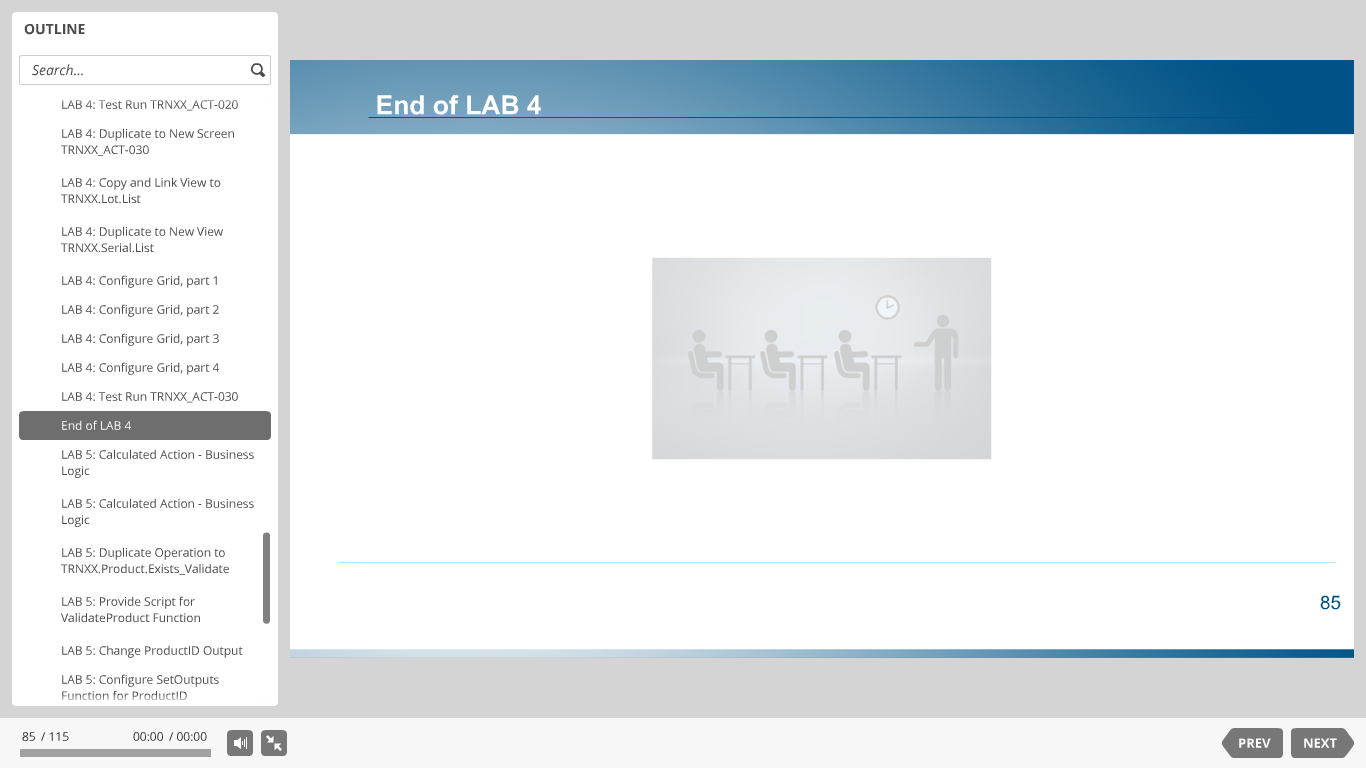 OUTLINE
Search...
LAB 4: Test Run TRNXX_ACT-020
LAB 4: Duplicate to New Screen
TRNXX_ACT-030
LAB 4: Copy and Link View to
TRNXX.Lot.List
LAB 4: Duplicate to New View
TRNXX.Serial.List
LAB 4: Configure Grid, part 1
LAB 4: Configure Grid, part 2
LAB 4: Configure Grid, part 3
LAB 4: Configure Grid, part 4
LAB 4: Test Run TRNXX_ACT-030
End of LAB 4
LAB 5: Calculated Action - Business
Logic
LAB 5: Calculated Action - Business
Logic
LAB 5: Duplicate Operation to
TRNXX.Product.Exists_Validate
LAB 5: Provide Script for
ValidateProduct Function
LAB 5: Change ProductID Output
LAB 5: Configure SetOutputs
Function for ProductID
End of LAB 4
85
85 / 115
00:00 / 00:00
PREV
NEXT